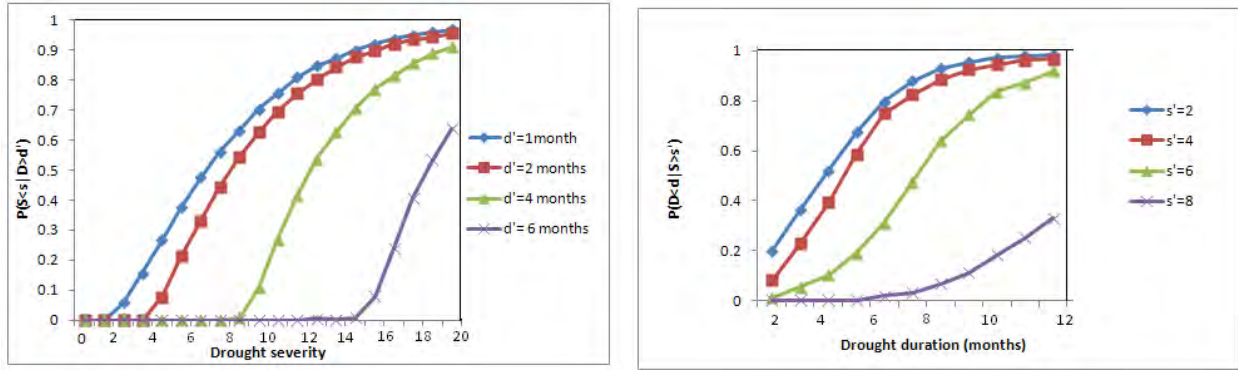 1
0.9
0.8
0.7
0.6
0.5
0.4
0.3
0.2
0.1
0
P(S<s| D>d')
0 2 4 6 8 10 12 14 16 18 20
Drought severity
d'=1month
d'=2 months
d'=4 months
d'= 6 months
1
0.8
0.6
0.4
0.2
0
P(D<d|S>s')
2 4 6 8 10 12
Drought duration (months)
s'=2
s'=4
s'=6
s'=8